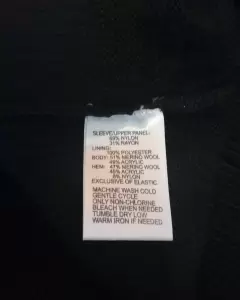 SLEEVE/UPPER PANEL:
69% NYLON
31% RAYON
LINING:
100% POLYESTER
BODY: 51% MERINO WOOL
49% ACRYLIC
HEM: 47% MERINO WOOL
45% ACRYLIC
8% NYLON
EXCLUSIVE OF ELASTIC
MACHINE WASH COLD
GENTLE CYCLE
ONLY NON-CHLORINE
BLEACH WHEN NEEDED
TUMBLE DRY LOW
WARM IRON IF NEEDED